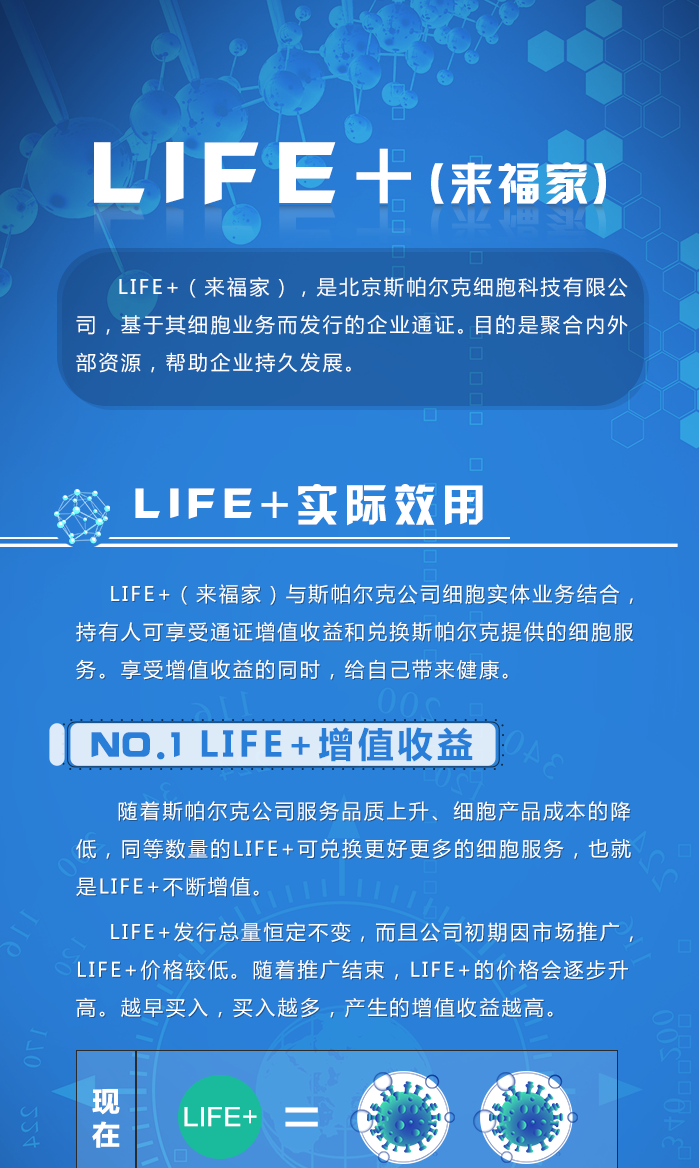 LIFE+(来福家)
LIFE+（来福家），是北京斯帕尔克细胞科技有限公
司，基于其细胞业务而发行的企业通证。目的是聚合内外
部资源，帮助企业持久发展。
LIFE+实际效用
LIFE+（来福家）与斯帕尔克公司细胞实体业务结合，
持有人可享受通证增值收益和兑换斯帕尔克提供的细胞服
务。享受增值收益的同时，给自己带来健康。
NO.1 LIFE+增值收益
随着斯帕尔克公司服务品质上升、细胞产品成本的降
低，同等数量的LIFE+可兑换更好更多的细胞服务，也就
是LIFE+不断增值。
LIFE+发行总量恒定不变，而且公司初期因市场推广，
LIFE+价格较低。随着推广结束，LIFE+的价格会逐步升
高。越早买入，买入越多，产生的增值收益越高。
现在
LIFE+ =